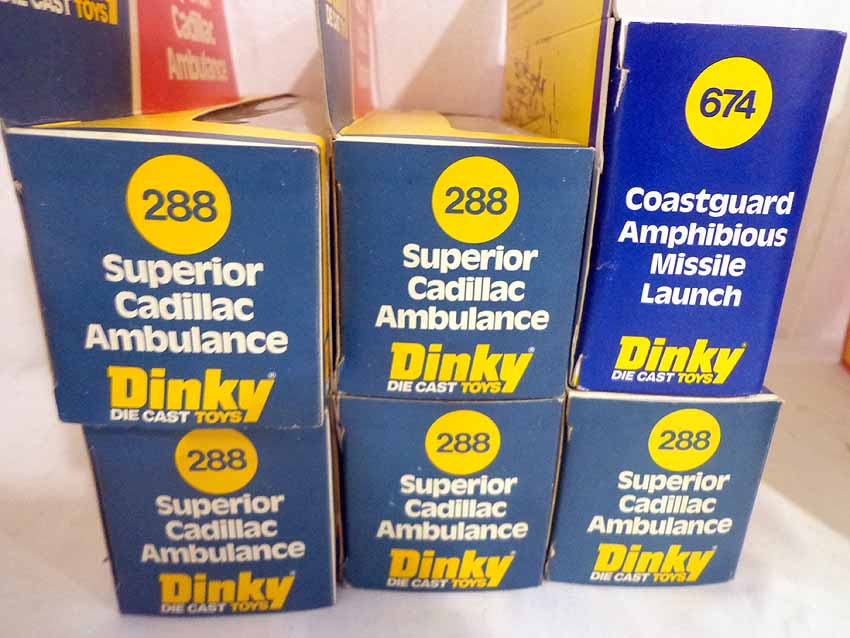 DIE CAST TOYS
Cadillac
Ambulance
288
Superior
Cadillac
Ambulance
Dinky®
DIE CAST TOYS
288
Superior
Cadillac
Ambulance
Dinky®
DIE CAST TOYS
674
Coastguard
Amphibious
Missile
Launch
Dinky®
DIE CAST TOYS
288
Superior
Cadillac
Ambulance
Dinky®
DIE CAST TOYS
288
Superior
Cadillac
Ambulance
Dinky®
DIE CAST TOYS
288
Superior
Cadillac
Ambulance
Dinky®
DIE CAST TOYS